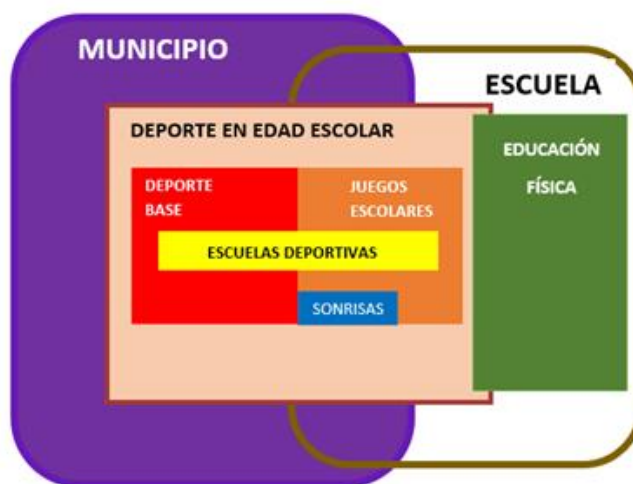 MUNICIPIO
ESCUELA
DEPORTE EN EDAD ESCOLAR
EDUCACIÓN
FÍSICA
DEPORTE
BASE
JUEGOS
ESCOLARES
ESCUELAS DEPORTIVAS
SONRISAS